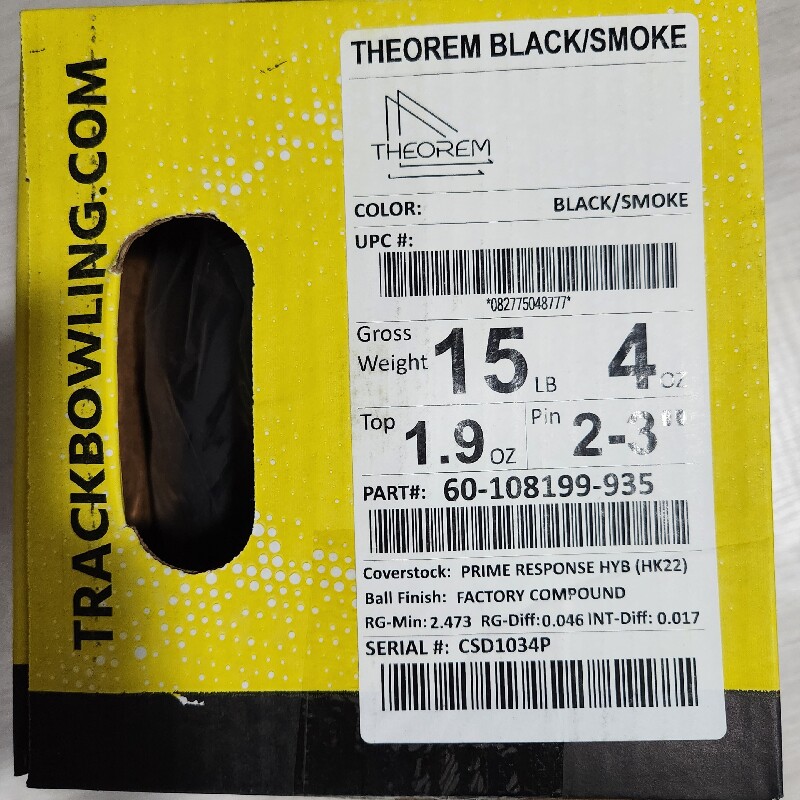 TRACKBOWLING.COM
THEOREM BLACK/SMOKE
THEOREM
COLOR: BLACK/SMOKE
UPC #:
*082775048777*
Gross Weight 15 LB 4 OZ
Top 1.9 OZ Pin 2-3"
PART#: 60-108199-935
Coverstock: PRIME RESPONSE HYB (HK22)
Ball Finish: FACTORY COMPOUND
RG-Min: 2.473 RG-Diff: 0.046 INT-Diff: 0.017
SERIAL #: CSD1034P